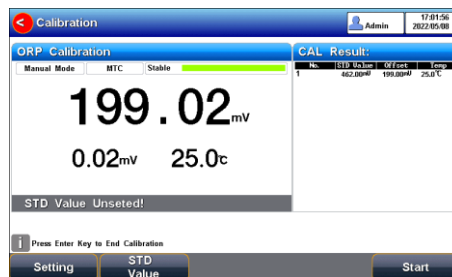 Calibration
Admin
17:01:56
2022/05/08
ORP Calibration
Manual Mode MTC Stable
199.02mV
0.02mV 25.0℃
STD Value Unseted!
CAL Result:
No. STD Value Offset Temp
1 462.00mV 199.00mV 25.0℃
i Press Enter Key to End Calibration
Setting
STD
Value
Start